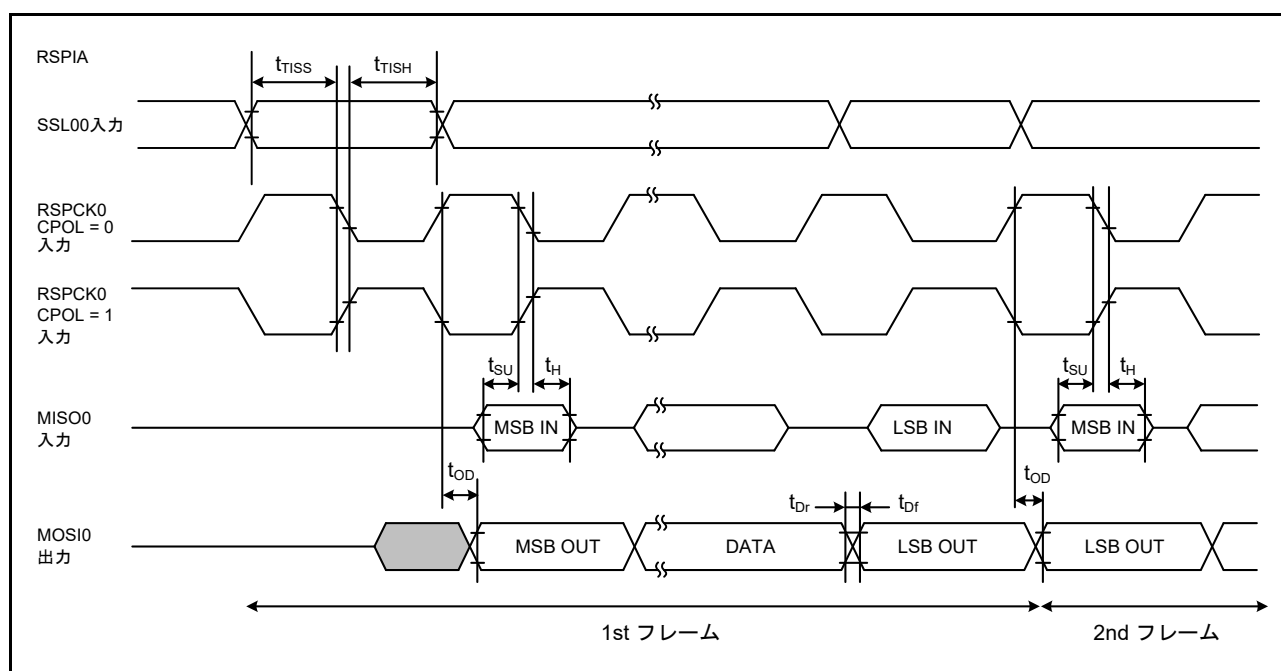 RSPIA
tTISS
tTISH
SSL00入力
RSPCK0
CPOL = 0
入力
RSPCK0
CPOL = 1
入力
tSU
tH
tSU
tH
MISO0
入力
MSB IN
LSB IN
MSB IN
tOD
tDr
tDf
tOD
MOSI0
出力
MSB OUT
DATA
LSB OUT
LSB OUT
1st フレーム
2nd フレーム